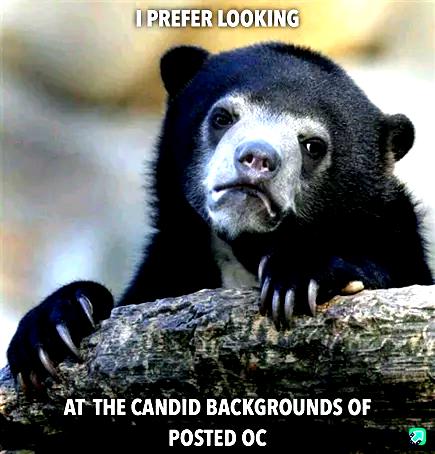 I PREFER LOOKING
AT THE CANDID BACKGROUNDS OF
POSTED OC